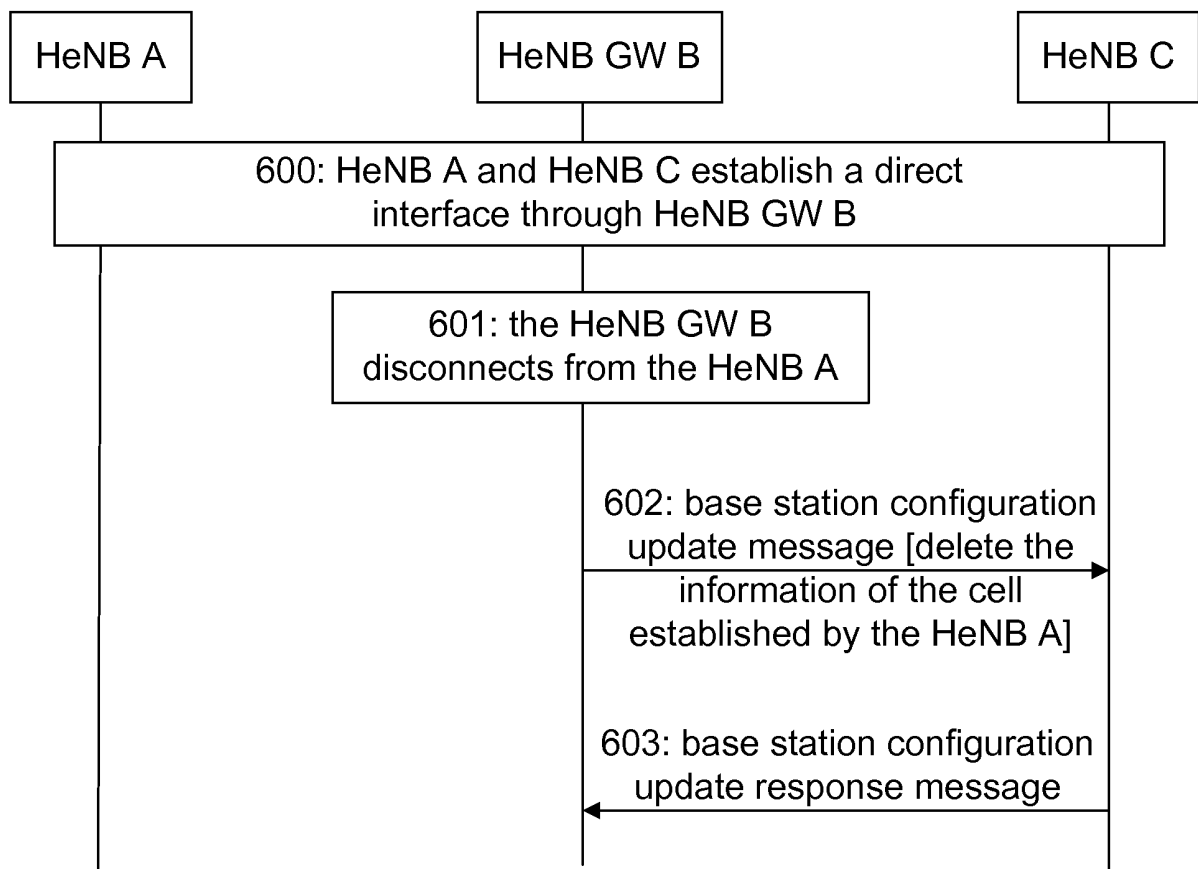 HeNB A
HeNB GW B
HeNB C
600: HeNB A and HeNB C establish a direct
interface through HeNB GW B
601: the HeNB GW B
disconnects from the HeNB A
602: base station configuration
update message [delete the
information of the cell
established by the HeNB A]
603: base station configuration
update response message